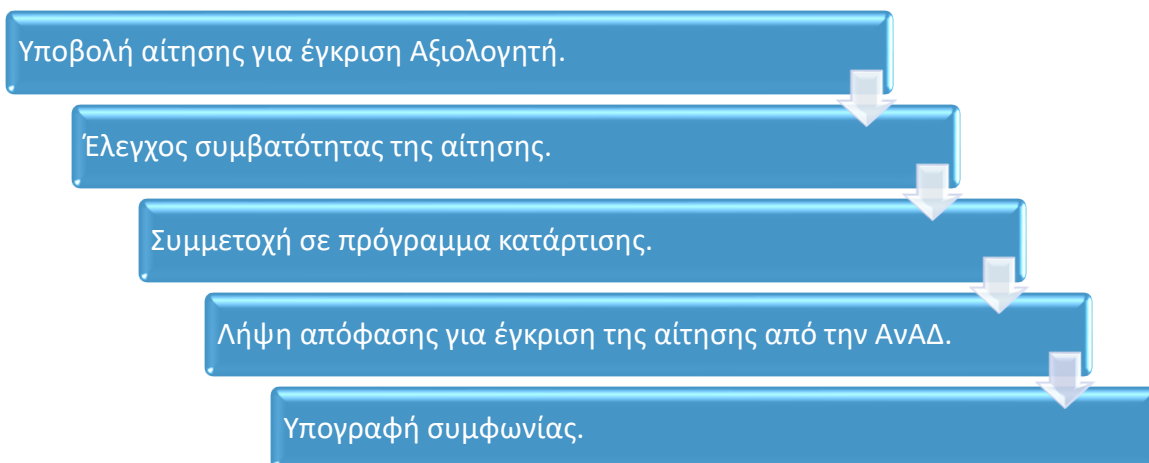 Υποβολή αίτησης για έγκριση Αξιολογητή.
Έλεγχος συμβατότητας της αίτησης.
Συμμετοχή σε πρόγραμμα κατάρτισης.
Λήψη απόφασης για έγκριση της αίτησης από την ΑνΑΔ.
Υπογραφή συμφωνίας.